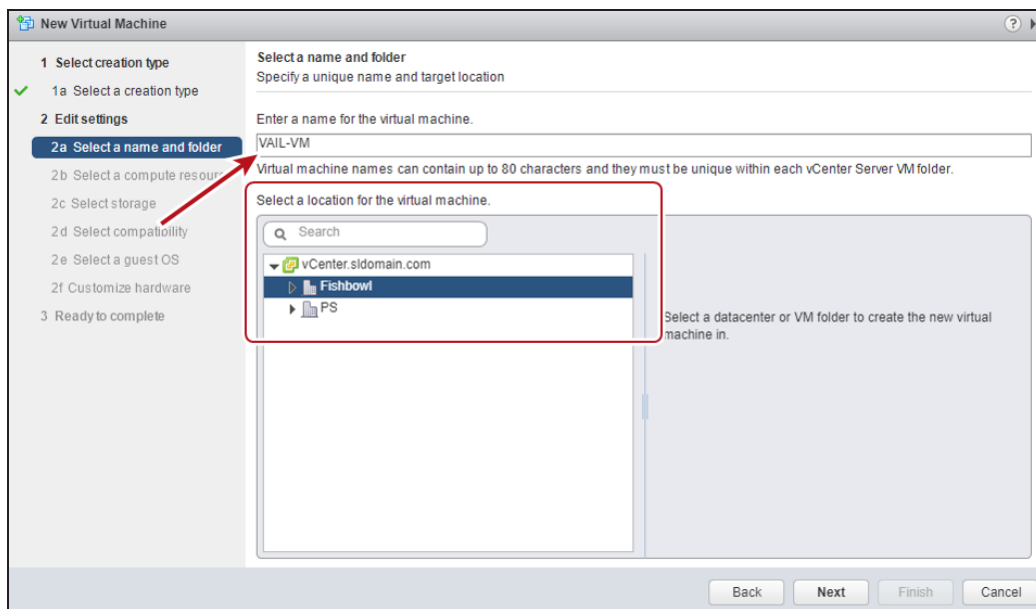 New Virtual Machine
?
1 Select creation type
1a Select a creation type
2 Edit settings
2a Select a name and folder
2b Select a compute resour
2c Select storage
2d Select compatibility
2e Select a guest OS
2f Customize hardware
3 Ready to complete
Select a name and folder
Specify a unique name and target location
Enter a name for the virtual machine.
VAIL-VM
Virtual machine names can contain up to 80 characters and they must be unique within each vCenter Server VM folder.
Select a location for the virtual machine.
Search
vCenter.sldomain.com
Fishbowl
PS
Select a datacenter or VM folder to create the new virtual
machine in.
Back Next Finish Cancel